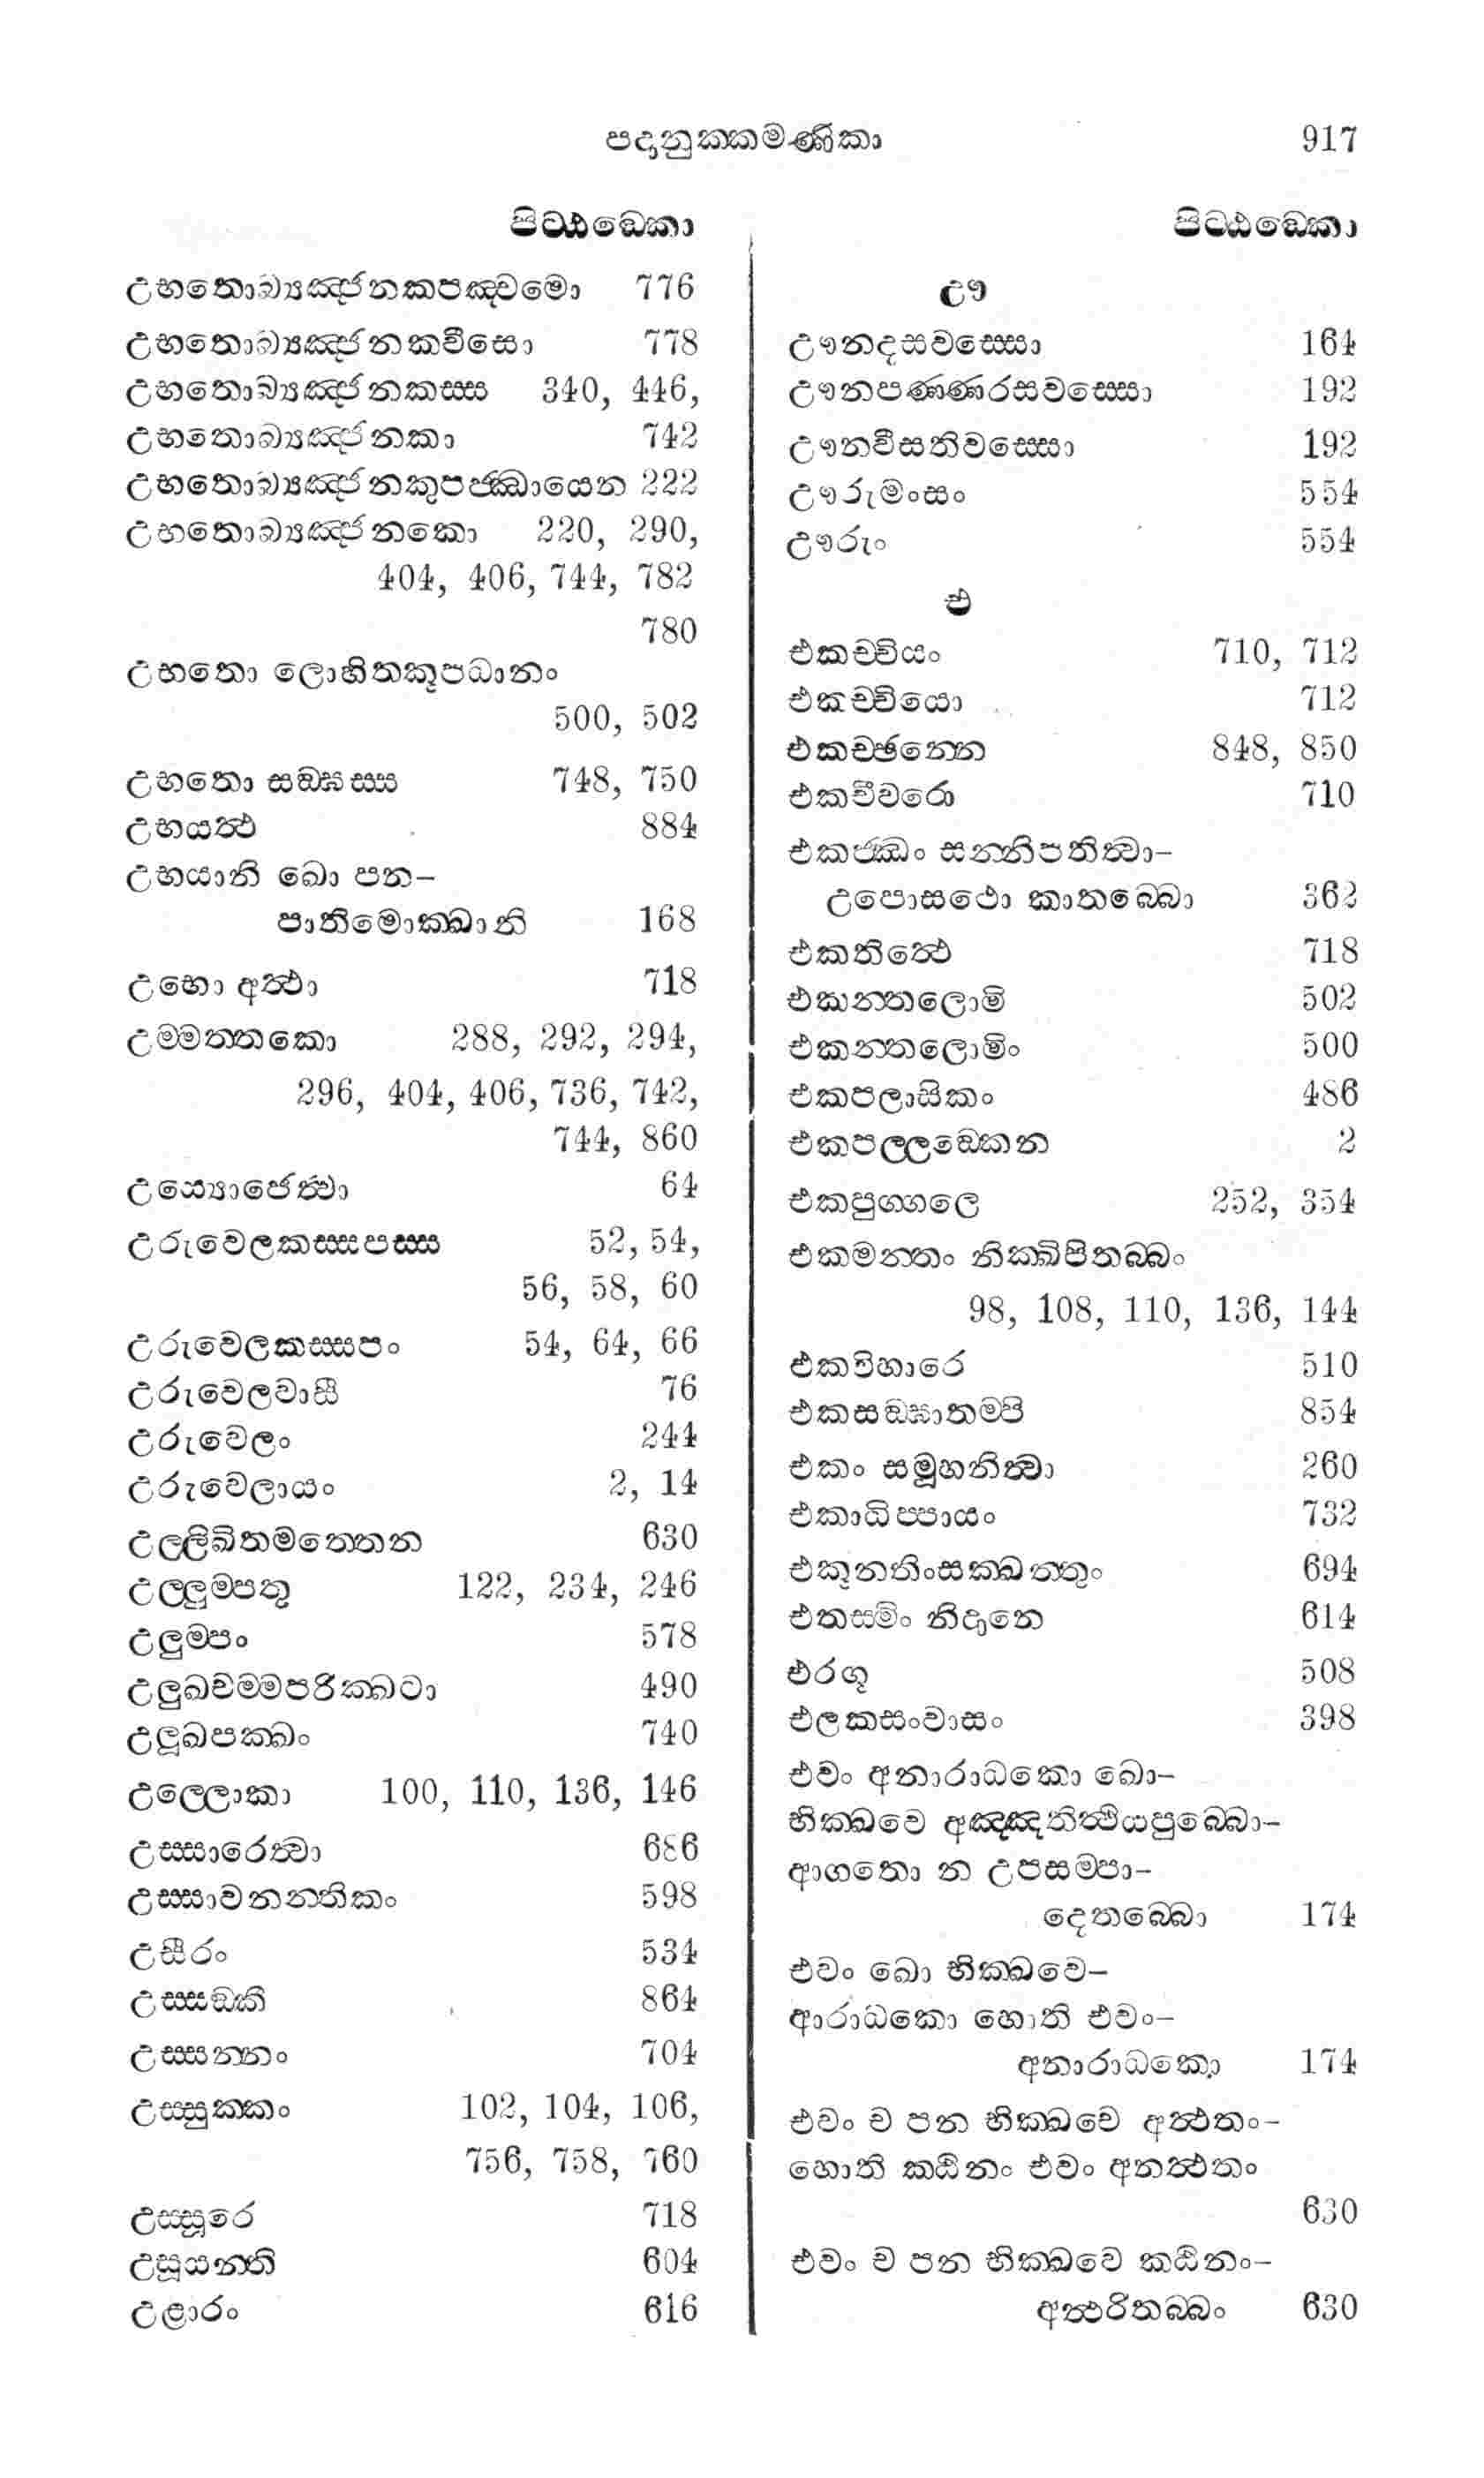 පදානුක්කමණිකා 917
පිට්ඨඞ්කො
උභතොබ්‍යඤ්ජනකපඤ්චමො 776
උභතොබ්‍යඤ්ජනකවීසො 778
උභතොබ්‍යඤ්ජනකස්ස 340, 446,
උභතොබ්‍යඤ්ජනකා 742
උභතොබ්‍යඤ්ජනකුපජ්ඣායෙන 222
උභතොබ්‍යඤ්ජනකො 220, 290,
404, 406, 744, 782
780
උභතො ලොහිතකූපධානං
500, 502
උභතො සඞ්ඝස්ස 748, 750
උභයත්‍ථ 884
උභයානි ඛො පන-
පාතිමොක්ඛානි 168
උභො අත්‍ථා 718
උම්මත්තකො 288, 292, 294,
296, 404, 406, 736, 742,
744, 860
උය්‍යොජෙත්‍වා 64
උරුවෙලකස්සපස්ස 52, 54,
56, 58, 60
උරුවෙලකස්සපං 54, 64, 66
උරුවෙලවාසී 76
උරුවෙලං 244
උරුවෙලායං 2, 14
උල්ලිඛිතමත්තෙන 630
උල්ලුම්පතු 122, 234, 246
උලුම්පං 578
උලුඛචම්මපරික්ඛටා 490
උලූඛපක්ඛං 740
උල්ලොකා 100, 110, 136, 146
උස්සාරෙත්‍වා 686
උස්සාවනන්තිකං 598
උසීරං 534
උස්සඞ්කී 864
උස්සන්නං 704
උස්සුක්කං 102, 104, 106,
756, 758, 760
උස්සූරෙ 718
උසූයන්ති 604
උළාරං 616
පිට්ඨඞ්කො
ඌ
ඌනදසවස්සො 164
ඌනපණ්ණරසවස්සො 192
ඌනවීසතිවස්සො 192
ඌරුමංසං 554
ඌරුං 554
එ
එකච්චියං 710, 712
එකච්චියො 712
එකච්ඡන්නෙ 848, 850
එකචීවරො 710
එකජ්ඣං සන්නිපතිත්‍වා-
උපොසථො කාතබ්බො 362
එකතිත්‍ථෙ 718
එකන්තලොමි 502
එකන්තලොමිං 500
එකපලාසිකං 486
එකපල්ලඞ්කෙන 2
එකපුග්ගලෙ 252, 354
එකමන්තං නික්ඛිපිතබ්බං
98, 108, 110, 136, 144
එකවිහාරෙ 510
එකසඞ්ඝාතම්පි 854
එකං සමූහනිත්‍වා 260
එකාධිප්පායං 732
එකූනතිංසක්ඛත්තුං 694
එතස්මිං නිදානෙ 614
එරගූ 508
එලකසංවාසං 398
එවං අනාරාධකො ඛො-
භික්ඛවෙ අඤ්ඤතිත්‍ථියපුබ්බො-
ආගතො න උපසම්පා-
දෙතබ්බො 174
එවං ඛො භික්ඛවෙ-
ආරාධකො හොති එවං-
අනාරාධකො 174
එවං ච පන භික්ඛවෙ අත්‍ථතං-
හොති කඨිනං එවං අනත්‍ථතං
630
එවං ච පන භික්ඛවෙ කඨිනං-
අත්‍ථරිතබ්බං 630